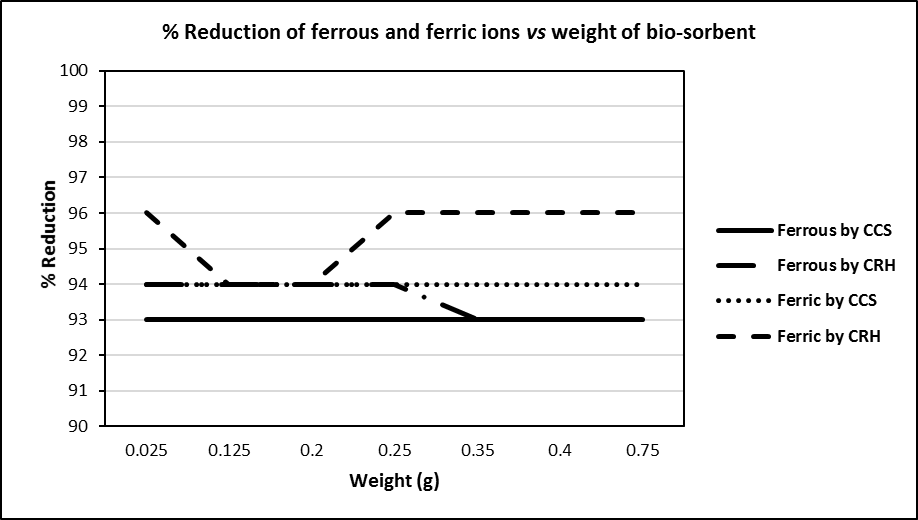 % Reduction of ferrous and ferric ions vs weight of bio-sorbent
100
99
98
97
96
95
94
93
92
91
90
% Reduction
0.025 0.125 0.2 0.25 0.35 0.4 0.75
Weight (g)
Ferrous by CCS
Ferrous by CRH
Ferric by CCS
Ferric by CRH